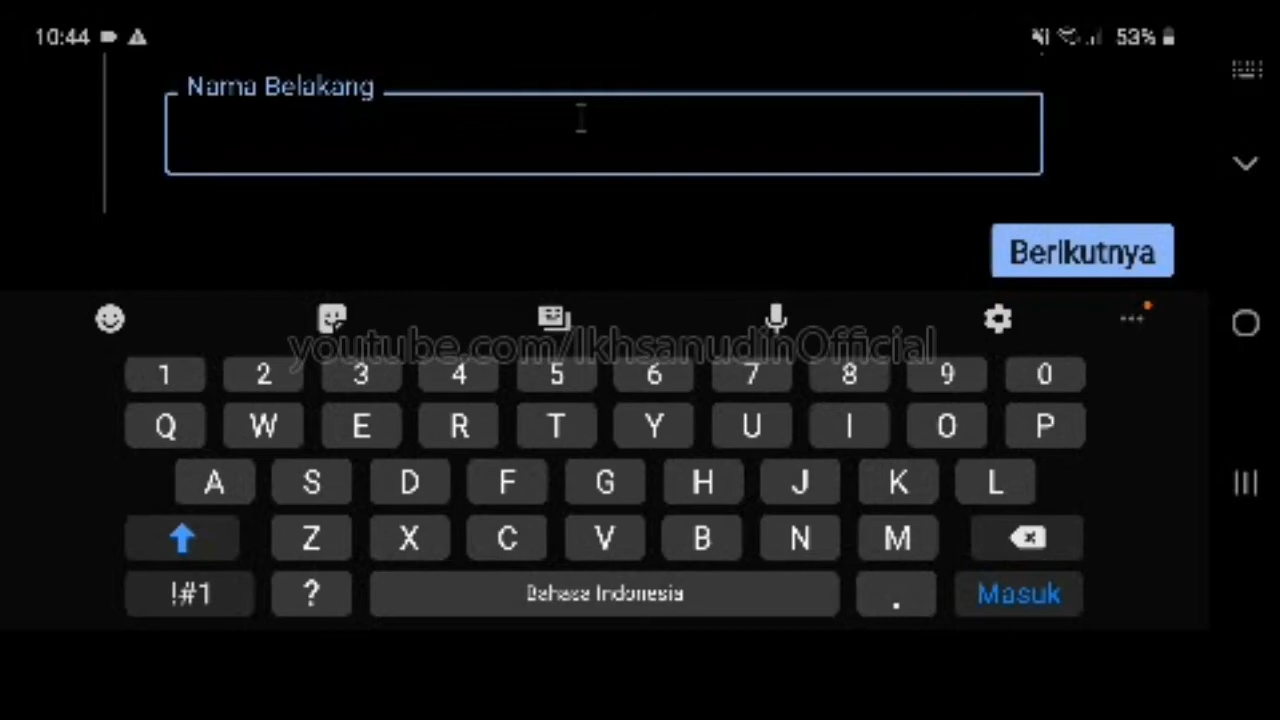 10:44 53%
Nama Belakang
Berikutnya
youtube.com/IkhsanudinOfficial
1 2 3 4 5 6 7 8 9 0
Q W E R T Y U I O P
A S D F G H J K L
Z X C V B N M
!#1 ? Bahasa Indonesia . Masuk